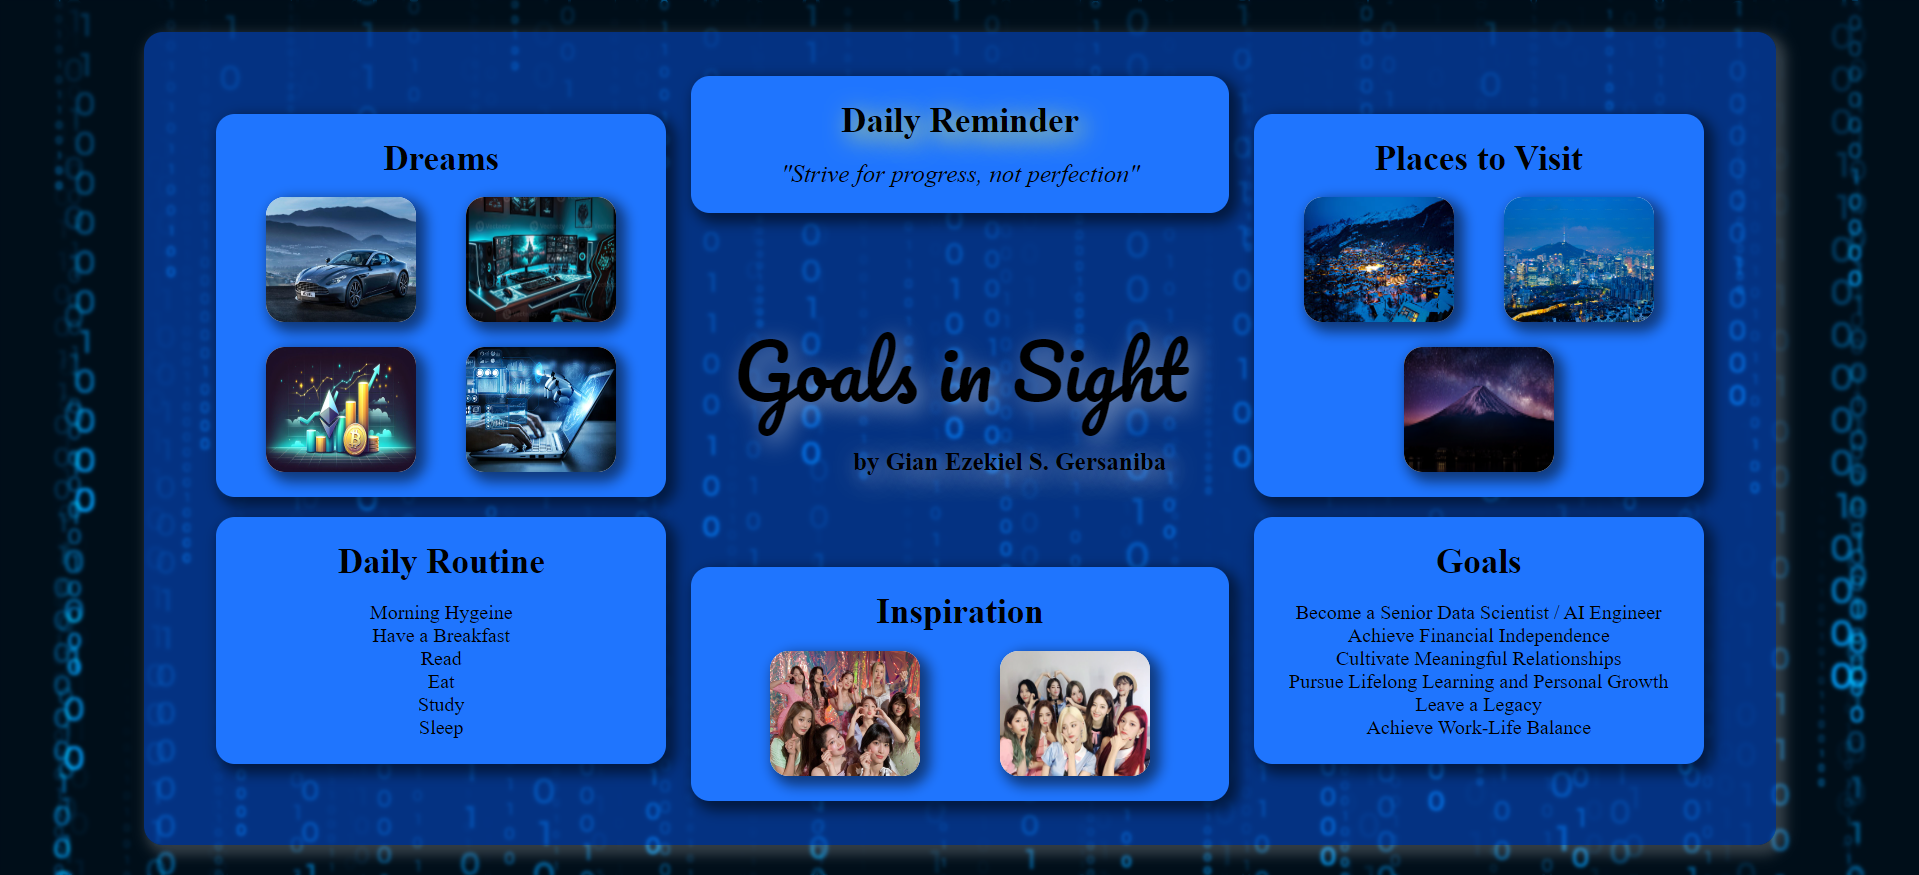 Daily Reminder
"Strive for progress, not perfection"
Dreams
Places to Visit
Goals in Sight
by Gian Ezekiel S. Gersaniba
Daily Routine
Morning Hygeine
Have a Breakfast
Read
Eat
Study
Sleep
Inspiration
Goals
Become a Senior Data Scientist / AI Engineer
Achieve Financial Independence
Cultivate Meaningful Relationships
Pursue Lifelong Learning and Personal Growth
Leave a Legacy
Achieve Work-Life Balance